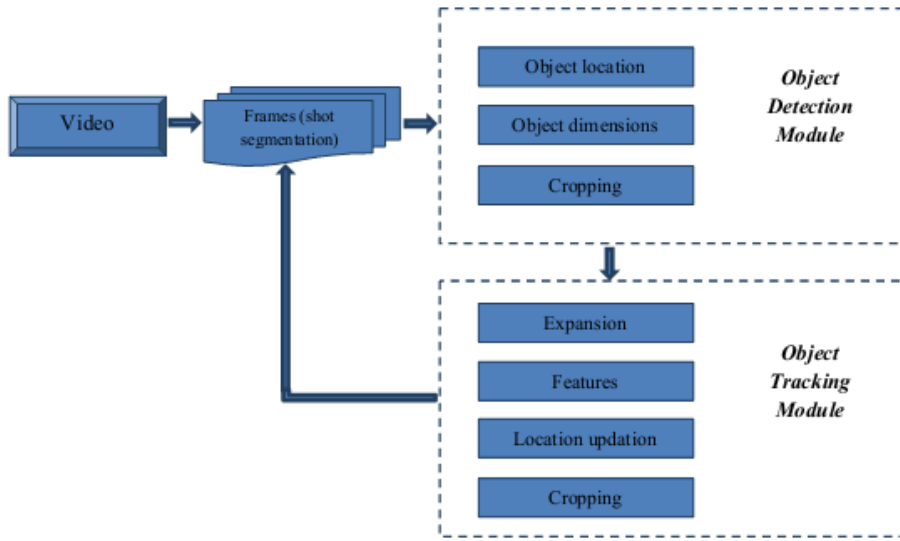 Video
Frames (shot
segmentation)
Object location
Object dimensions
Cropping
Object
Detection
Module
Expansion
Features
Location updation
Cropping
Object
Tracking
Module